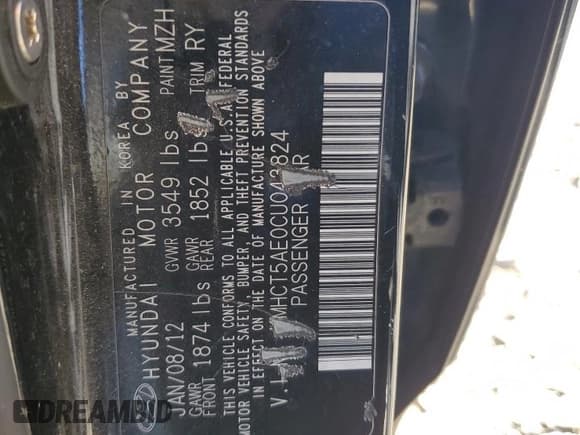 MANUFACTURED IN KOREA BY
HYUNDAI MOTOR COMPANY
JAN/08/12 GVWR 3549 lbs PAINT MZH
GAWR FRONT 1874 lbs GAWR REAR 1852 lbs TRIM RY
THIS VEHICLE CONFORMS TO ALL APPLICABLE U.S. FEDERAL
MOTOR VEHICLE SAFETY, BUMPER, AND THEFT PREVENTION STANDARDS
IN EFFECT ON THE DATE OF MANUFACTURE SHOWN ABOVE
MHCT5AE0CU043824
PASSENGER
DREAMBID